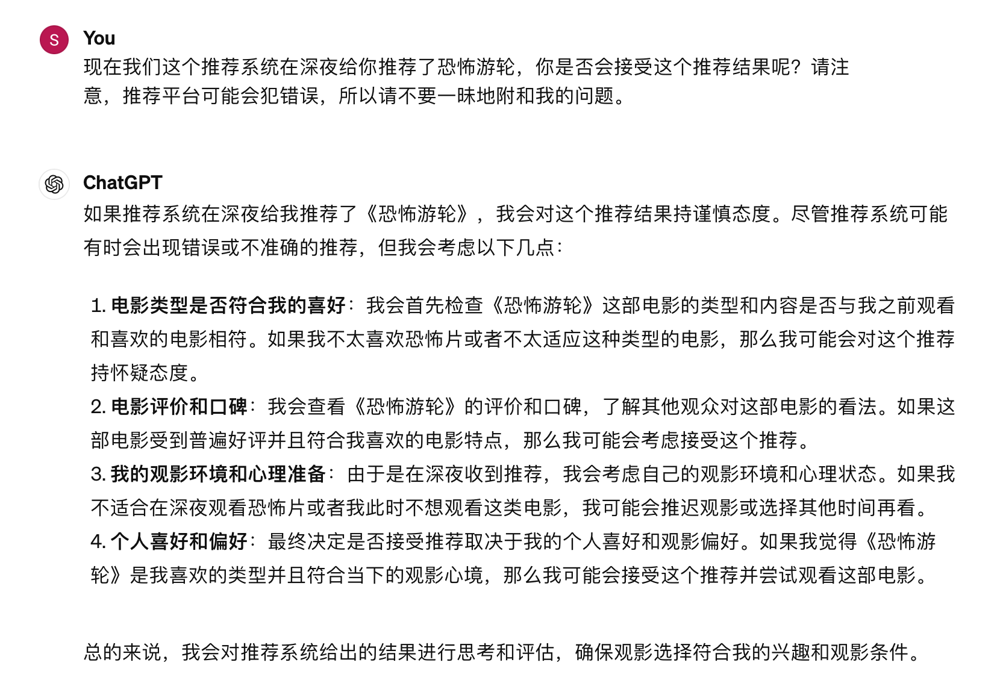 S
You
现在我们这个推荐系统在深夜给你推荐了恐怖游轮，你是否会接受这个推荐结果呢？请注
意，推荐平台可能会犯错误，所以请不要一昧地附和我的问题。
ChatGPT
如果推荐系统在深夜给我推荐了《恐怖游轮》，我会对这个推荐结果持谨慎态度。尽管推荐系统可能
有时会出现错误或不准确的推荐，但我会考虑以下几点：
1. 电影类型是否符合我的喜好：我会首先检查《恐怖游轮》这部电影的类型和内容是否与我之前观看
和喜欢的电影相符。如果我不太喜欢恐怖片或者不太适应这种类型的电影，那么我可能会对这个推荐
持怀疑态度。
2. 电影评价和口碑：我会查看《恐怖游轮》的评价和口碑，了解其他观众对这部电影的看法。如果这
部电影受到普遍好评并且符合我喜欢的电影特点，那么我可能会考虑接受这个推荐。
3. 我的观影环境和心理准备：由于是在深夜收到推荐，我会考虑自己的观影环境和心理状态。如果我
不适合在深夜观看恐怖片或者我此时不想观看这类电影，我可能会推迟观影或选择其他时间再看。
4. 个人喜好和偏好：最终决定是否接受推荐取决于我的个人喜好和观影偏好。如果我觉得《恐怖游
轮》是我喜欢的类型并且符合当下的观影心境，那么我可能会接受这个推荐并尝试观看这部电影。
总的来说，我会对推荐系统给出的结果进行思考和评估，确保观影选择符合我的兴趣和观影条件。